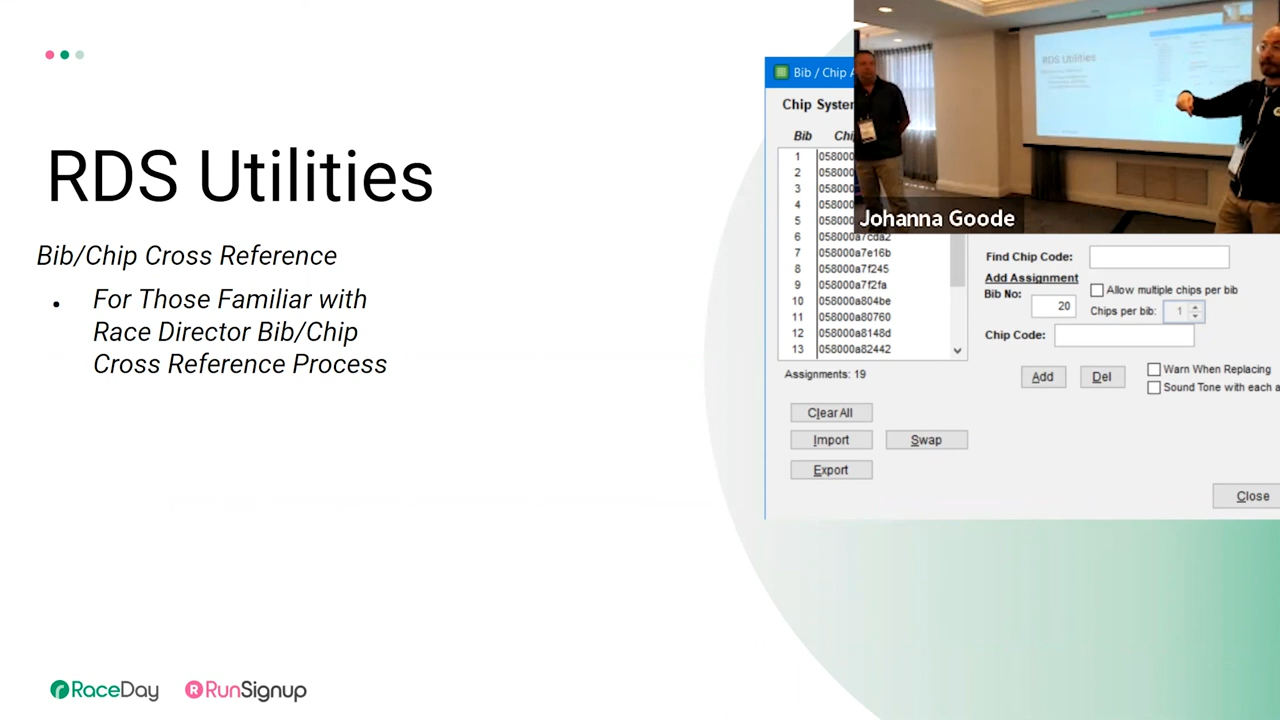 RDS Utilities
Bib/Chip Cross Reference
• For Those Familiar with
Race Director Bib/Chip
Cross Reference Process
RaceDay
RunSignup
Bib / Chip
Chip System
Bib
1 058000
2 058000
3 058000
4 058000
5 058000
6 058000a7cda2
7 058000a7e16b
8 058000a7f245
9 058000a7f2fa
10 058000a804be
11 058000a80760
12 058000a8148d
13 058000a82442
Assignments: 19
Clear All
Import
Swap
Export
Find Chip Code:
Add Assignment
Bib No: 20
Allow multiple chips per bib
Chips per bib: 1
Chip Code:
Add
Del
Warn When Replacing
Sound Tone with each
Close
RDS Utilities
Johanna Goode